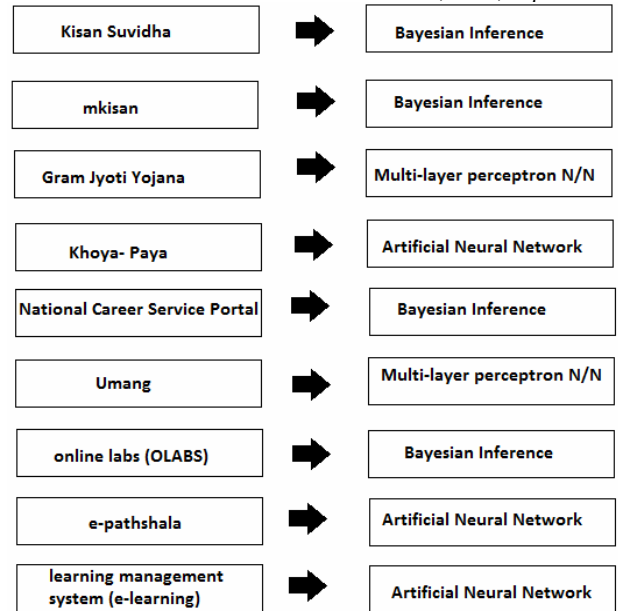 Kisan Suvidha
Bayesian Inference
mkisan
Bayesian Inference
Gram Jyoti Yojana
Multi-layer perceptron N/N
Khoya- Paya
Artificial Neural Network
National Career Service Portal
Bayesian Inference
Umang
Multi-layer perceptron N/N
online labs (OLABS)
Bayesian Inference
e-pathshala
Artificial Neural Network
learning management
system (e-learning)
Artificial Neural Network